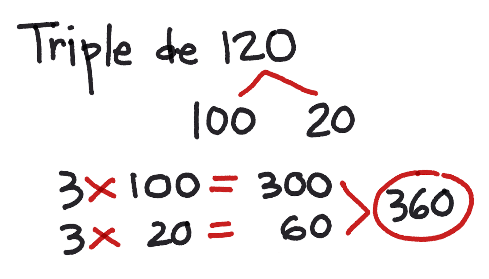 Triple de 120
100 20
3 × 100 = 300
3 × 20 = 60
360